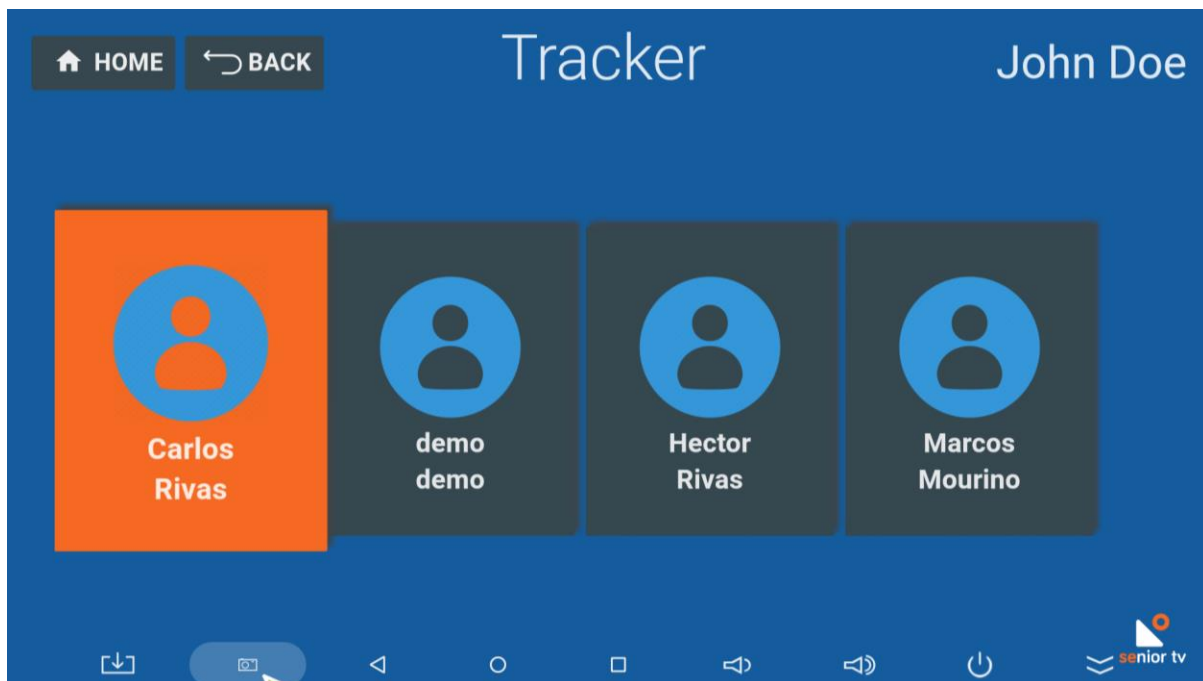 HOME BACK Tracker John Doe
Carlos
Rivas
demo
demo
Hector
Rivas
Marcos
Mourino
senior tv